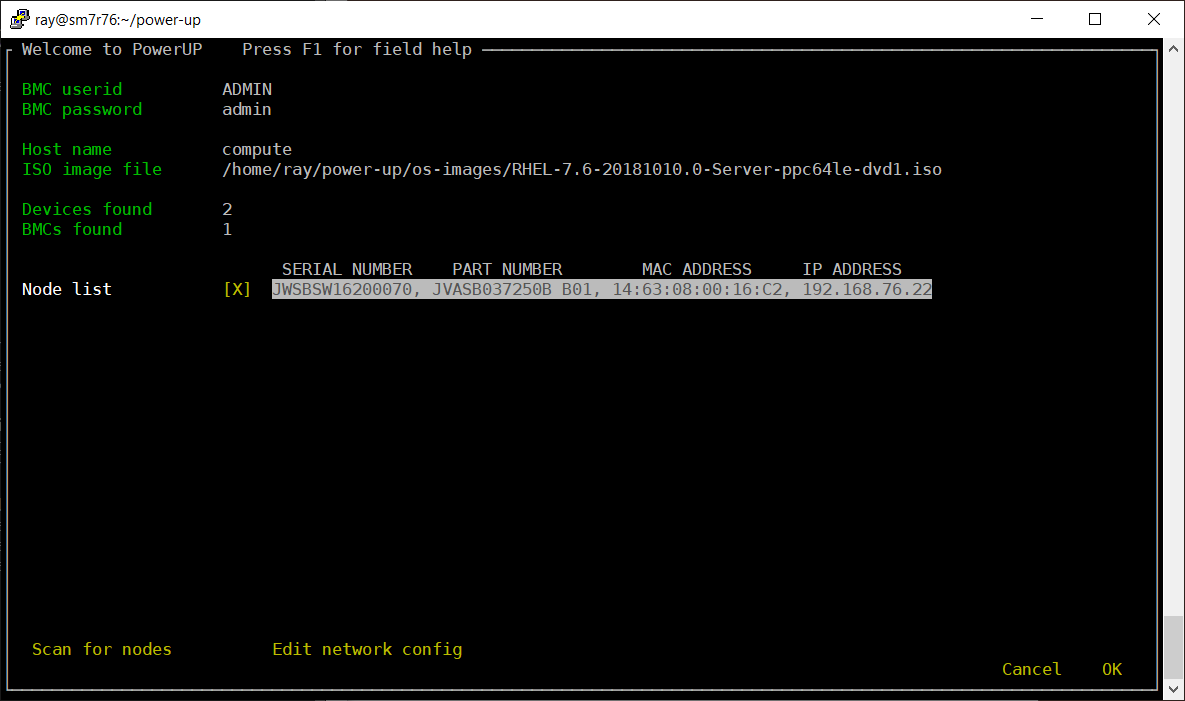 ray@sm7r76:~/power-up
Welcome to PowerUP    Press F1 for field help
BMC userid          ADMIN
BMC password        admin
Host name           compute
ISO image file      /home/ray/power-up/os-images/RHEL-7.6-20181010.0-Server-ppc64le-dvd1.iso
Devices found       2
BMCs found          1
SERIAL NUMBER    PART NUMBER        MAC ADDRESS     IP ADDRESS
Node list           [X]  JWSBSW16200070, JVASB037250B B01, 14:63:08:00:16:C2, 192.168.76.22
Scan for nodes          Edit network config
Cancel    OK